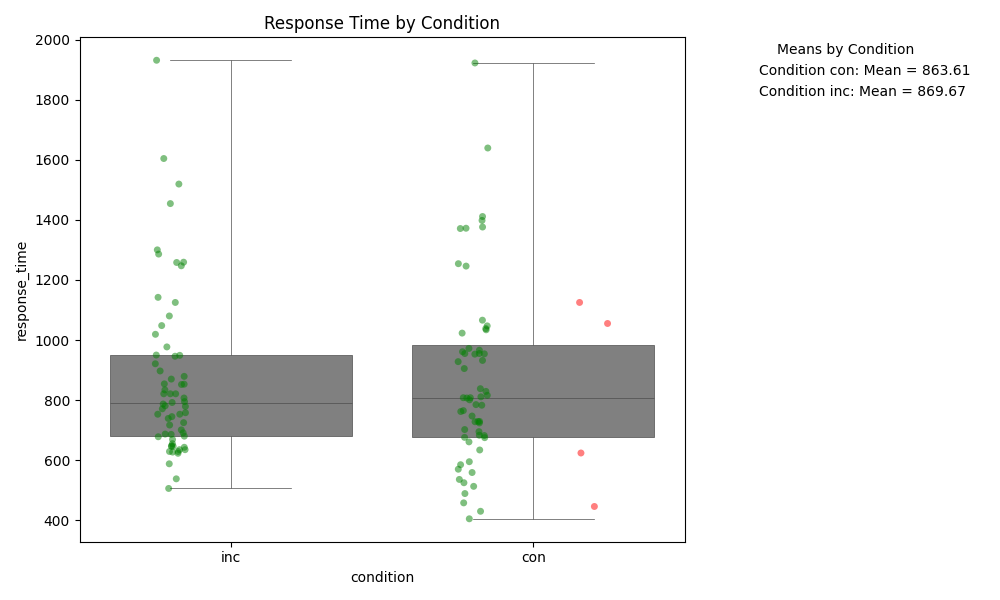 Response Time by Condition
Means by Condition
Condition con: Mean = 863.61
Condition inc: Mean = 869.67
response_time
2000
1800
1600
1400
1200
1000
800
600
400
inc
con
condition